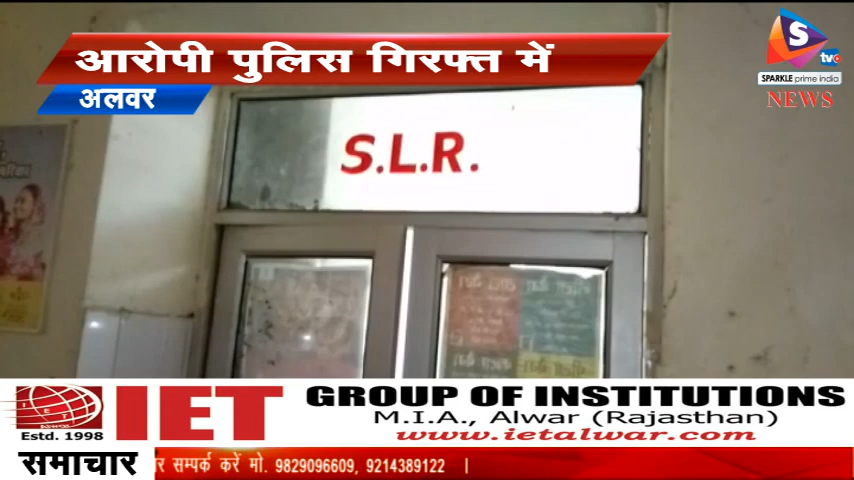 आरोपी पुलिस गिरफ्त में
अलवर
S
tv
SPARKLE prime india
NEWS
S.L.R.
IET
Estd. 1998
GROUP OF INSTITUTIONS
M.I.A., Alwar (Rajasthan)
www.ietalwar.com
समाचार
र सम्पर्क करें मो. 9829096609, 9214389122 |